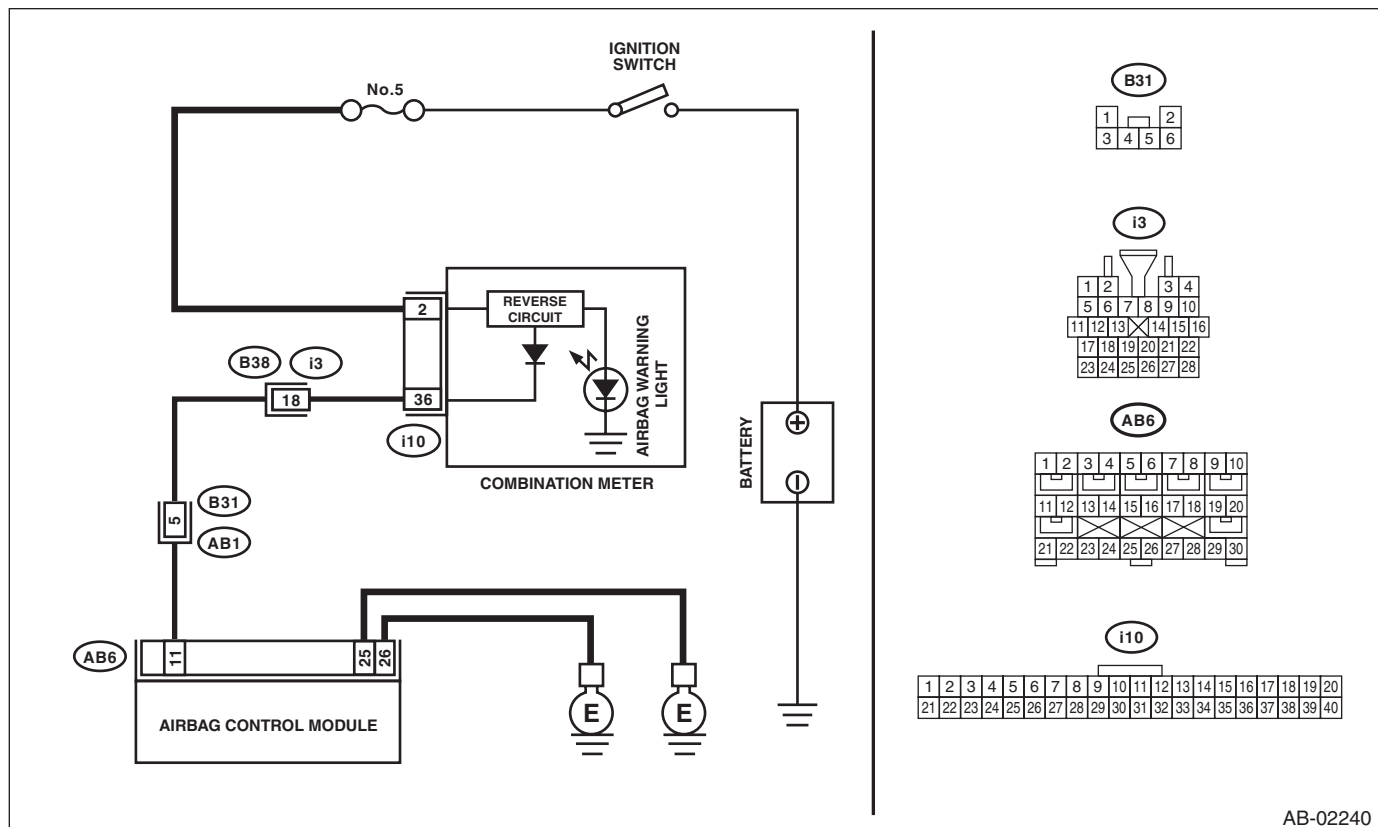 IGNITION
SWITCH
No.5
2
REVERSE
CIRCUIT
AIRBAG WARNING
LIGHT
B38 i3
18
36
i10
COMBINATION METER
BATTERY
5
B31
AB1
AB6
11
25
26
E E
AIRBAG CONTROL MODULE
B31
1 2
3 4 5 6
i3
1 2 3 4
5 6 7 8 9 10
11 12 13 14 15 16
17 18 19 20 21 22
23 24 25 26 27 28
AB6
1 2 3 4 5 6 7 8 9 10
11 12 13 14 15 16 17 18 19 20
21 22 23 24 25 26 27 28 29 30
i10
1 2 3 4 5 6 7 8 9 10 11 12 13 14 15 16 17 18 19 20
21 22 23 24 25 26 27 28 29 30 31 32 33 34 35 36 37 38 39 40
AB-02240